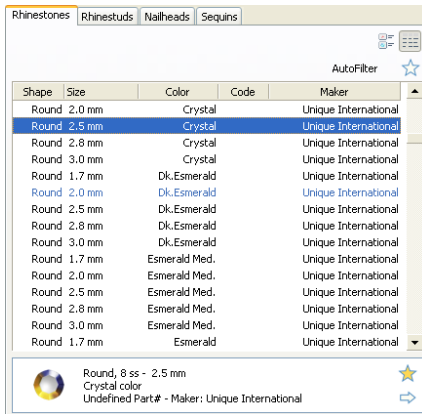 Rhinestones Rhinestuds Nailheads Sequins
AutoFilter
Shape Size Color Code Maker
Round 2.0 mm Crystal Unique International
Round 2.5 mm Crystal Unique International
Round 2.8 mm Crystal Unique International
Round 3.0 mm Crystal Unique International
Round 1.7 mm Dk.Esmerald Unique International
Round 2.0 mm Dk.Esmerald Unique International
Round 2.5 mm Dk.Esmerald Unique International
Round 2.8 mm Dk.Esmerald Unique International
Round 3.0 mm Dk.Esmerald Unique International
Round 1.7 mm Esmerald Med. Unique International
Round 2.0 mm Esmerald Med. Unique International
Round 2.5 mm Esmerald Med. Unique International
Round 2.8 mm Esmerald Med. Unique International
Round 3.0 mm Esmerald Med. Unique International
Round 1.7 mm Esmerald Unique International
Round, 8 ss - 2.5 mm
Crystal color
Undefined Part# - Maker: Unique International